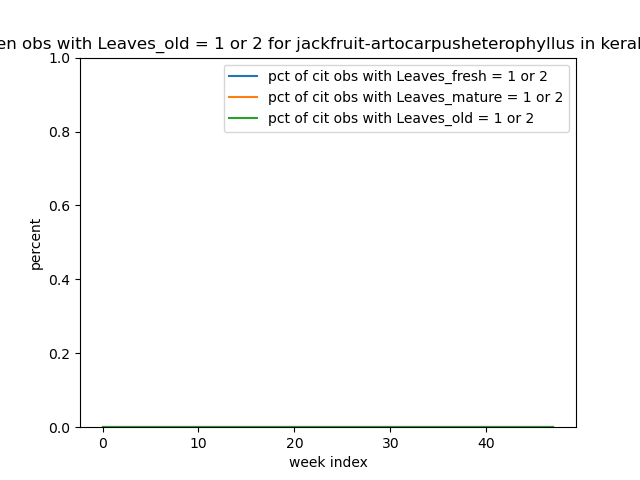 en obs with Leaves_old = 1 or 2 for jackfruit-artocarpusheterophyllus in keral
1.0
pct of cit obs with Leaves_fresh = 1 or 2
pct of cit obs with Leaves_mature = 1 or 2
pct of cit obs with Leaves_old = 1 or 2
0.8
0.6
percent
0.4
0.2
0.0
0 10 20 30 40
week index